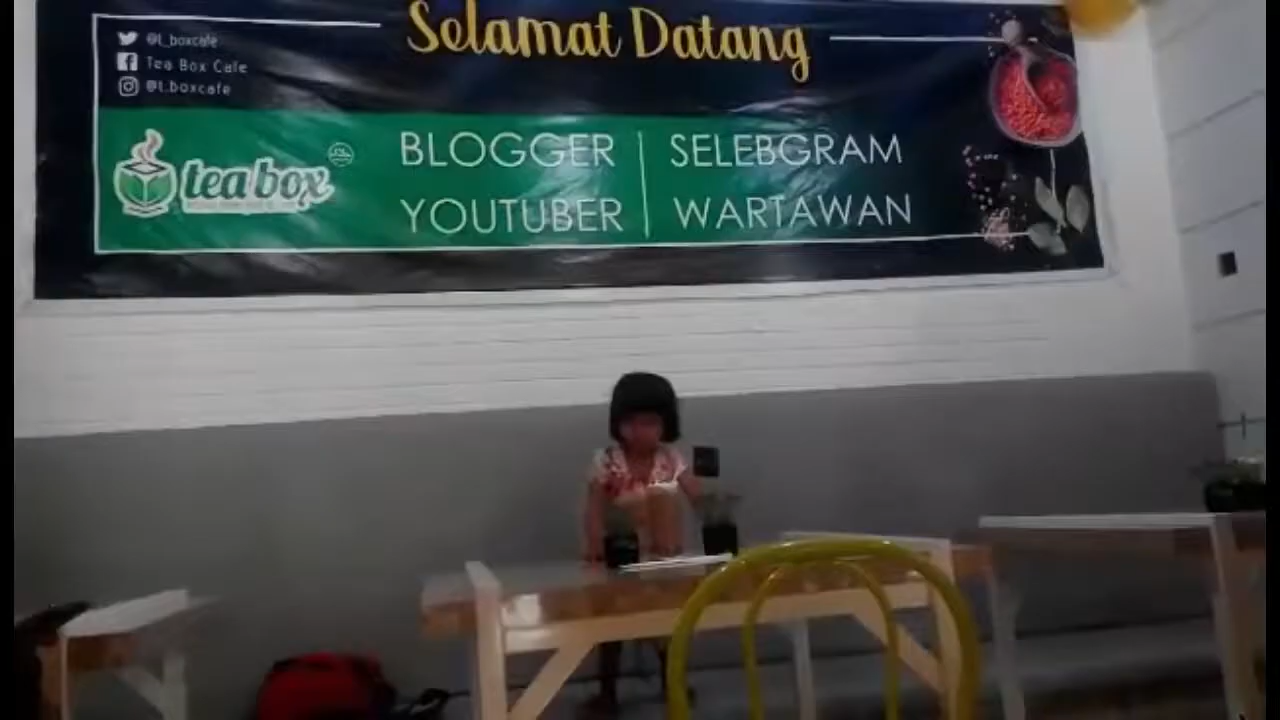 Selamat Datang
@t_boxcafe
Tea Box Cafe
@t.boxcafe
tea box
BLOGGER
SELEBGRAM
YOUTUBER
WARTAWAN